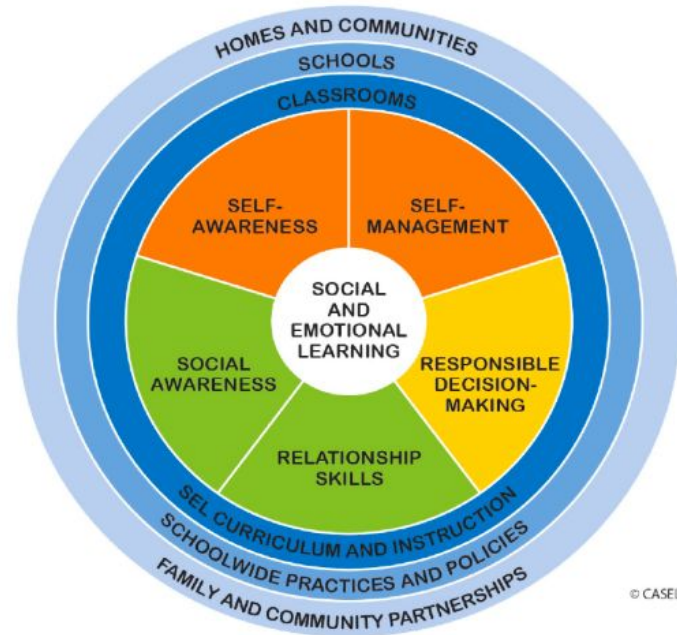 HOMES AND COMMUNITIES
SCHOOLS
CLASSROOMS
SELF-
AWARENESS
SELF-
MANAGEMENT
SOCIAL
AND
EMOTIONAL
LEARNING
SOCIAL
AWARENESS
RESPONSIBLE
DECISION-
MAKING
RELATIONSHIP
SKILLS
SEL CURRICULUM AND INSTRUCTION
SCHOOLWIDE PRACTICES AND POLICIES
FAMILY AND COMMUNITY PARTNERSHIPS
© CASEL